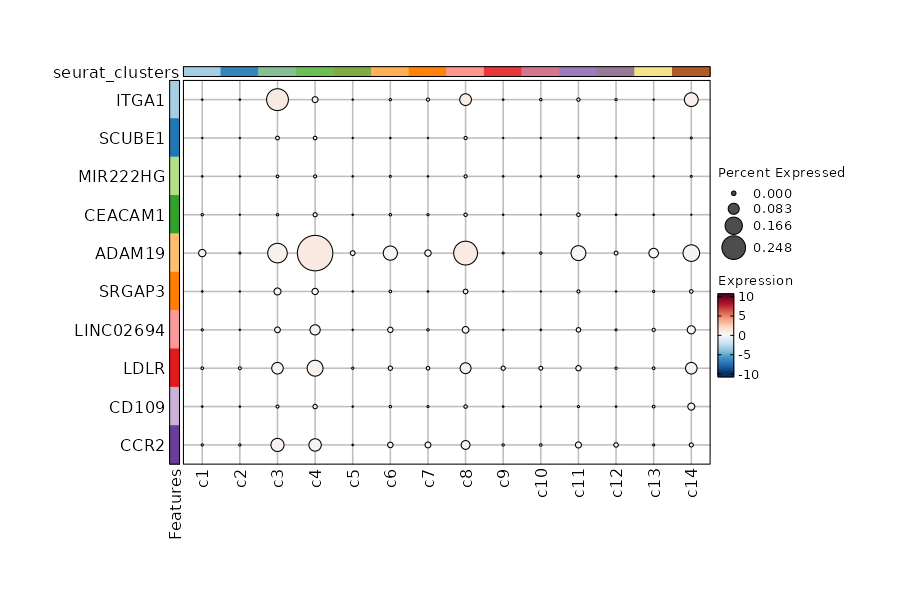 seurat_clusters
ITGA1
SCUBE1
MIR222HG
CEACAM1
ADAM19
SRGAP3
LINC02694
LDLR
CD109
CCR2
Features
c1 c2 c3 c4 c5 c6 c7 c8 c9 c10 c11 c12 c13 c14
Percent Expressed
0.000
0.083
0.166
0.248
Expression
10
5
0
-5
-10